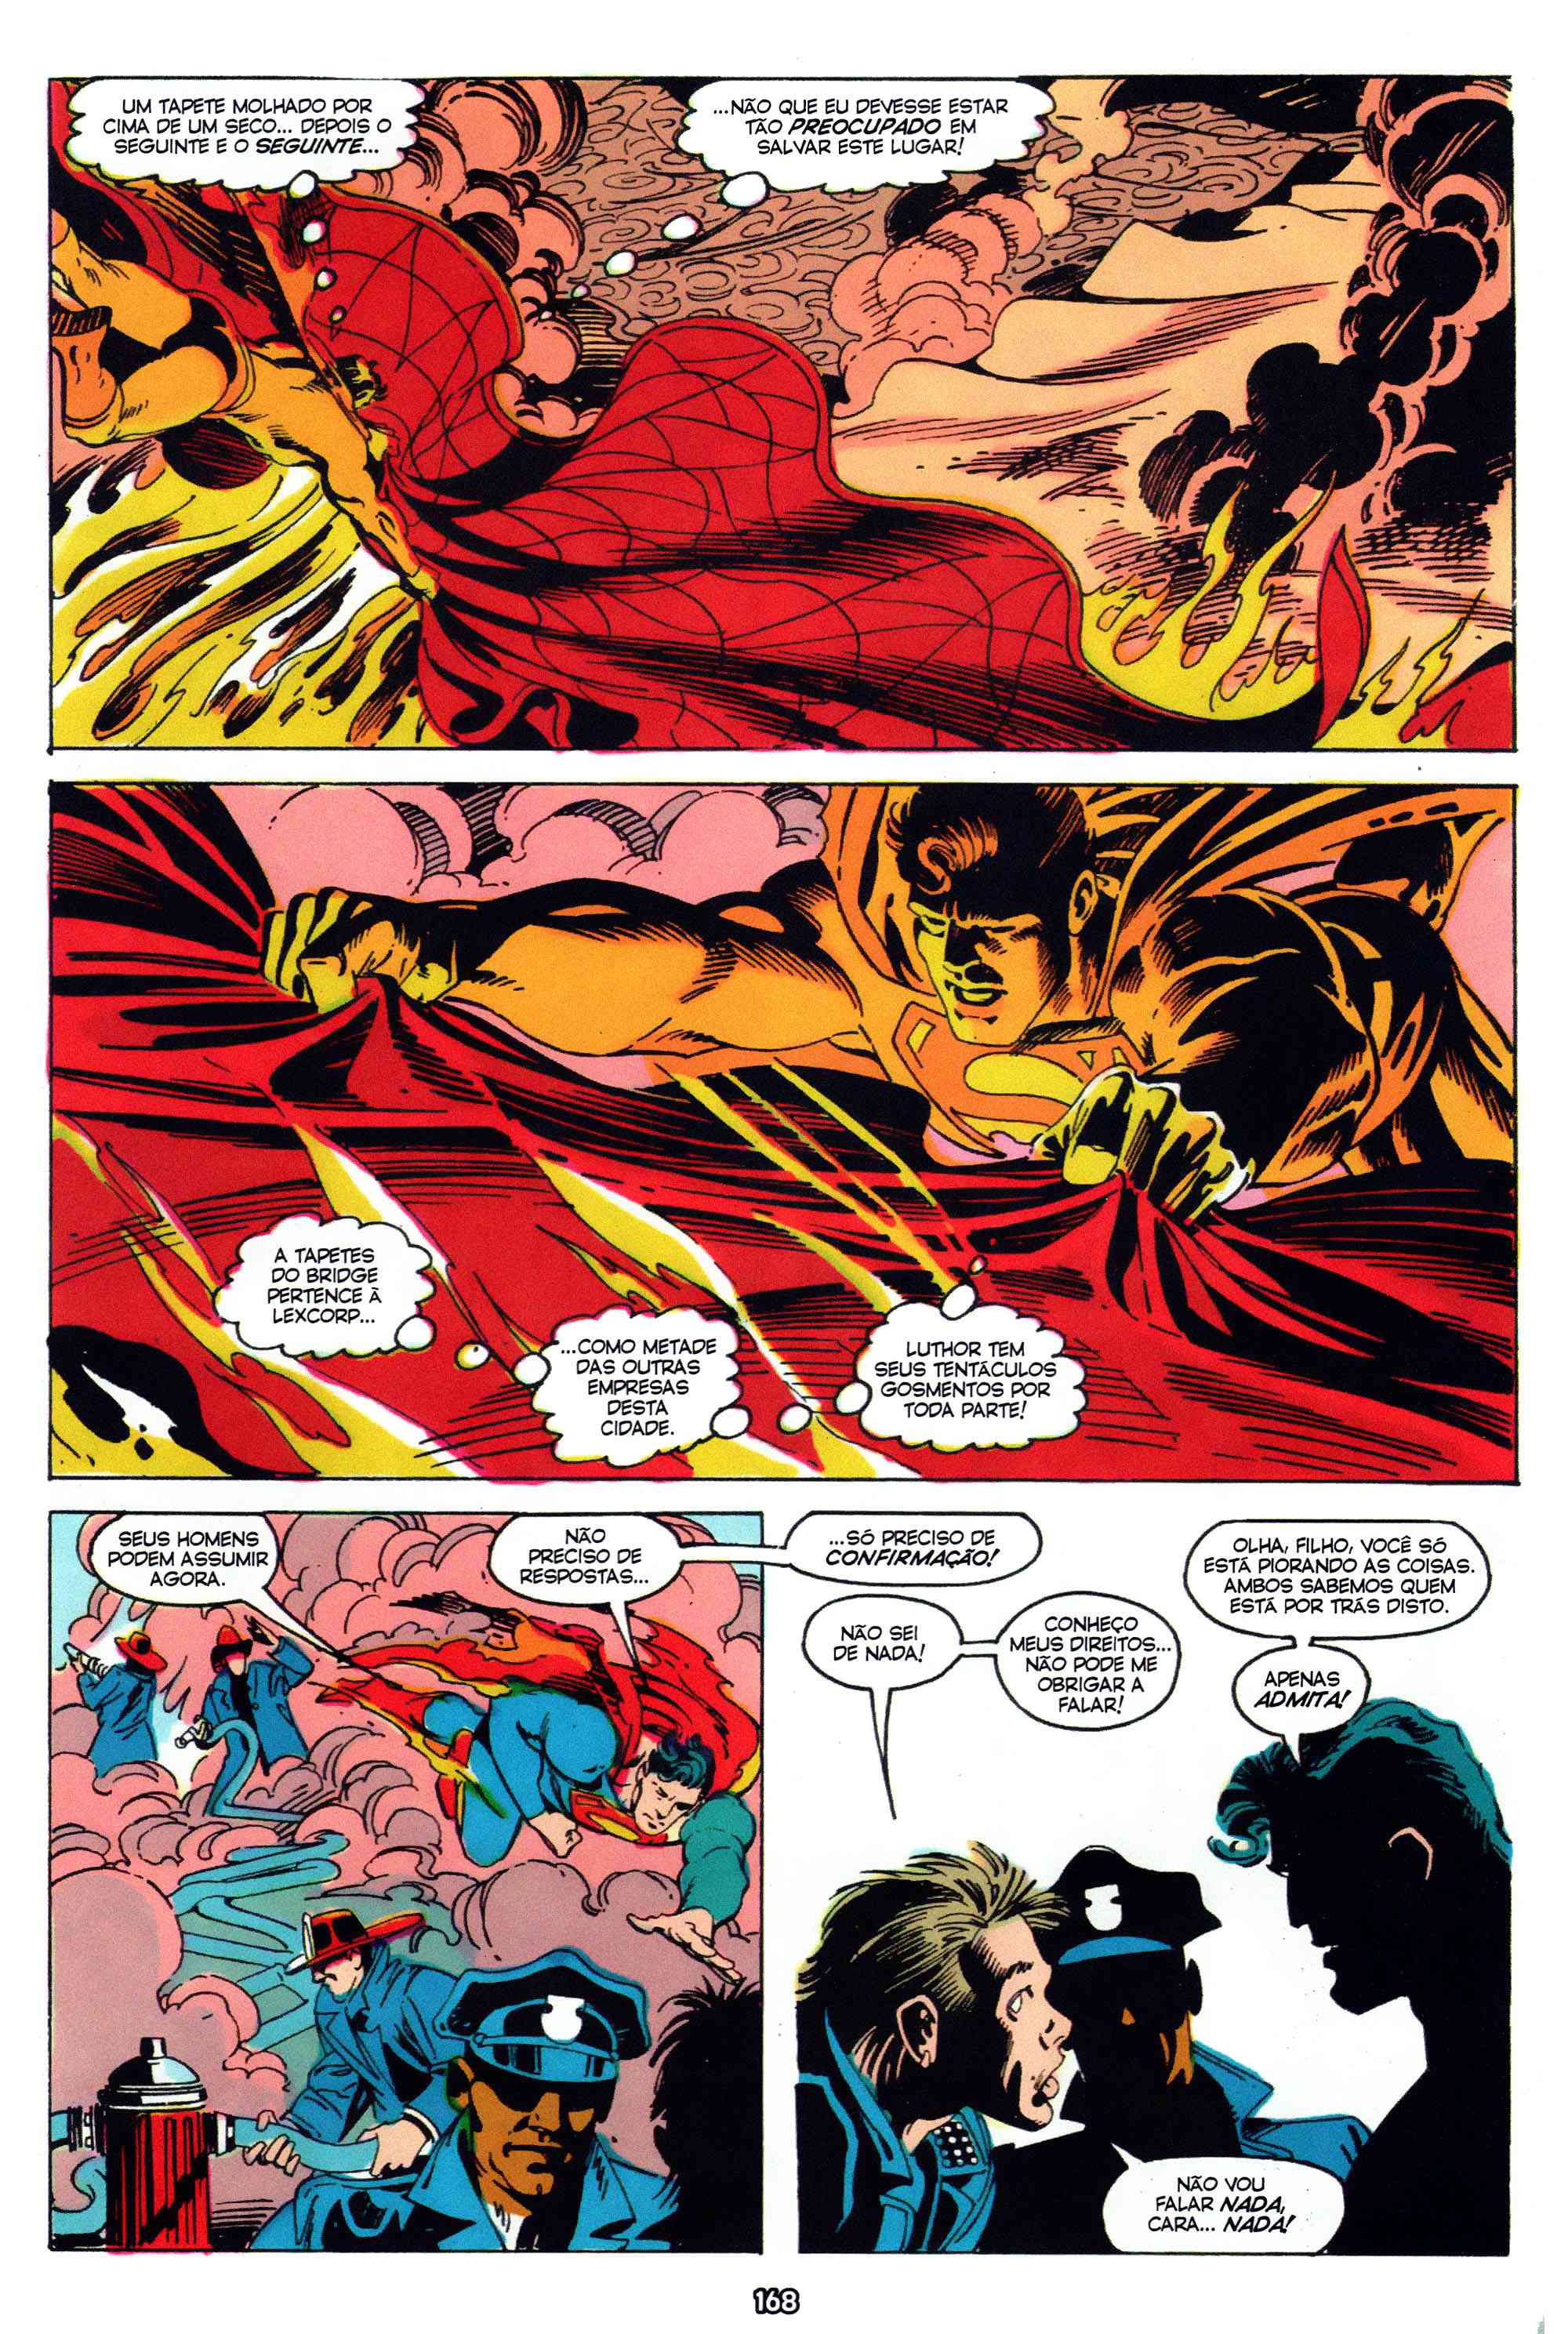 UM TAPETE MOLHADO POR
CIMA DE UM SECO... DEPOIS O
SEGUINTE E O SEGUINTE...
...NÃO QUE EU DEVESSE ESTAR
TÃO PREOCUPADO EM
SALVAR ESTE LUGAR!
A TAPETES
DO BRIDGE
PERTENCE À
LEXCORP...
...COMO METADE
DAS OUTRAS
EMPRESAS
DESTA
CIDADE.
LUTHOR TEM
SEUS TENTÁCULOS
GOSMENTOS POR
TODA PARTE!
SEUS HOMENS
PODEM ASSUMIR
AGORA.
NÃO
PRECISO DE
RESPOSTAS...
...SÓ PRECISO DE
CONFIRMAÇÃO!
NÃO SEI
DE NADA!
CONHEÇO
MEUS DIREITOS...
NÃO PODE ME
OBRIGAR A
FALAR!
OLHA, FILHO, VOCÊ SÓ
ESTÁ PIORANDO AS COISAS.
AMBOS SABEMOS QUEM
ESTÁ POR TRÁS DISTO.
APENAS
ADMITA!
NÃO VOU
FALAR NADA,
CARA... NADA!
168